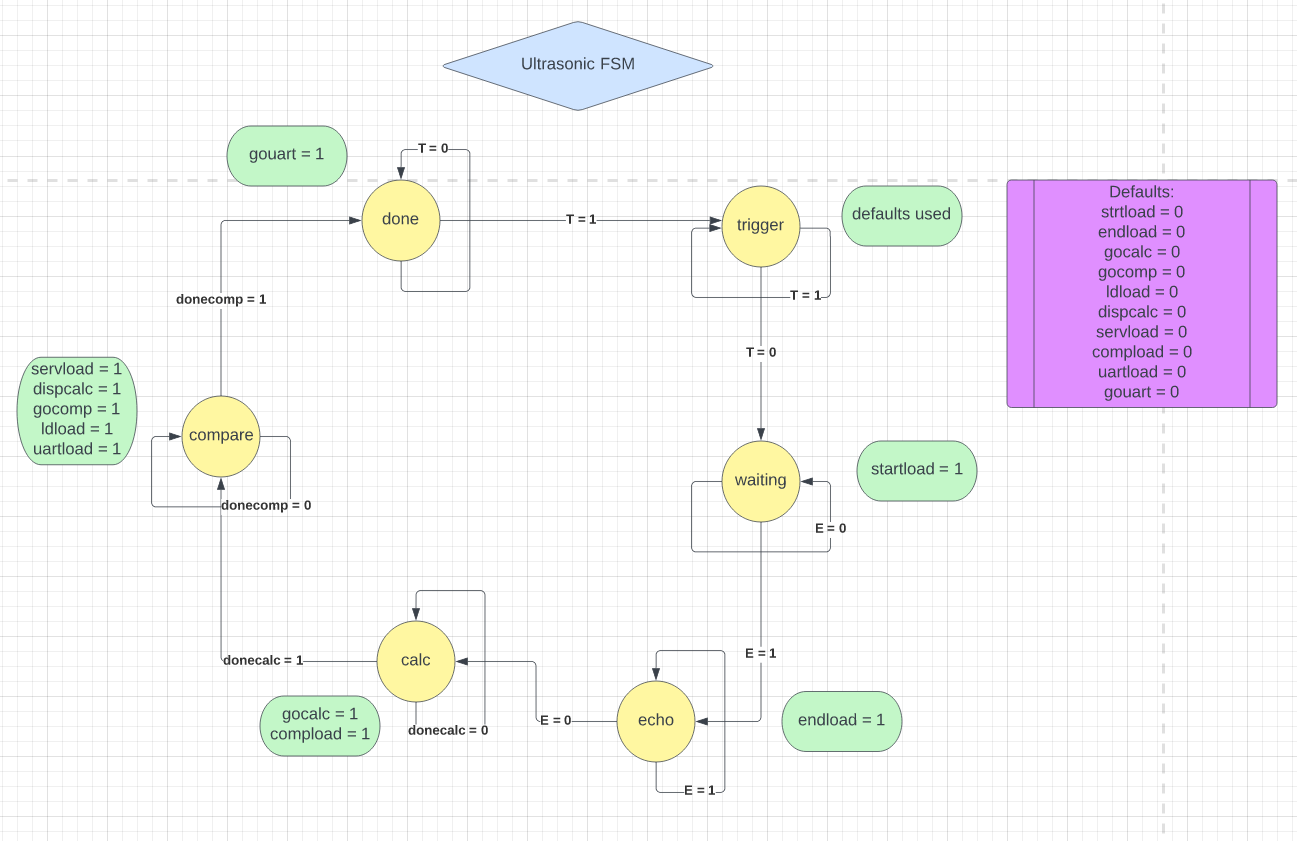 Ultrasonic FSM
gouart = 1
T = 0
done
T = 1
trigger
defaults used
T = 1
Defaults:
strtload = 0
endload = 0
gocalc = 0
gocomp = 0
ldload = 0
dispcalc = 0
servload = 0
compload = 0
uartload = 0
gouart = 0
donecomp = 1
T = 0
servload = 1
dispcalc = 1
gocomp = 1
ldload = 1
uartload = 1
compare
donecomp = 0
waiting
startload = 1
E = 0
E = 1
calc
donecalc = 1
gocalc = 1
compload = 1
donecalc = 0
E = 0
echo
endload = 1
E = 1